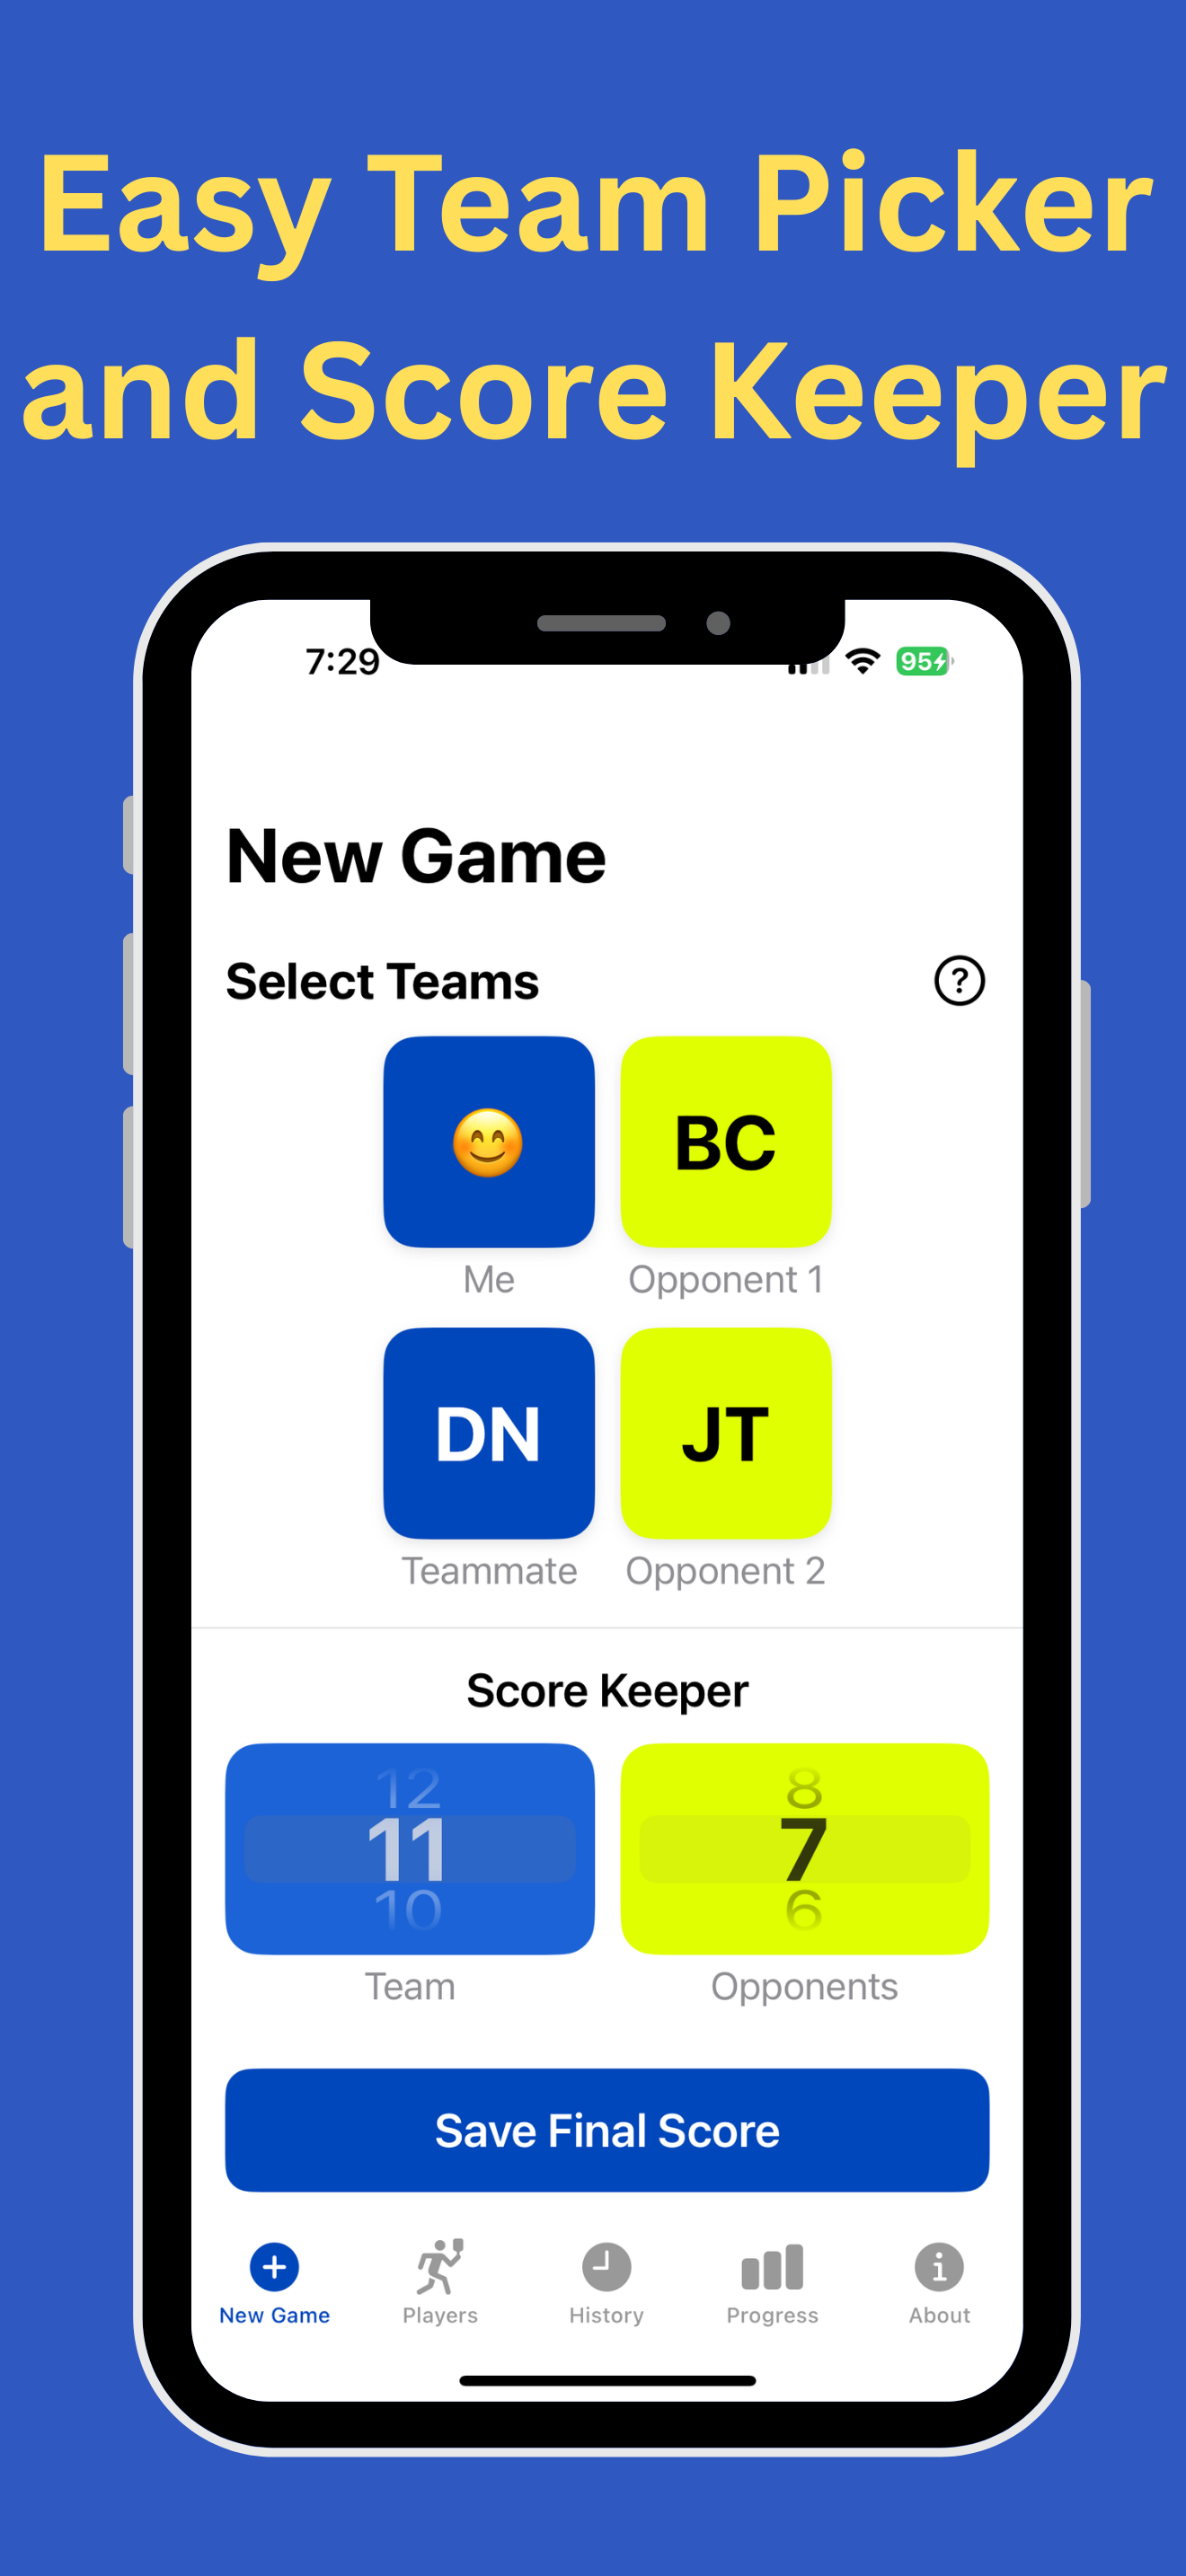 Easy Team Picker
and Score Keeper
7:29
95
New Game
Select Teams
?
BC
Me
Opponent 1
DN
JT
Teammate
Opponent 2
Score Keeper
12
8
11
7
10
6
Team
Opponents
Save Final Score
New Game
Players
History
Progress
About